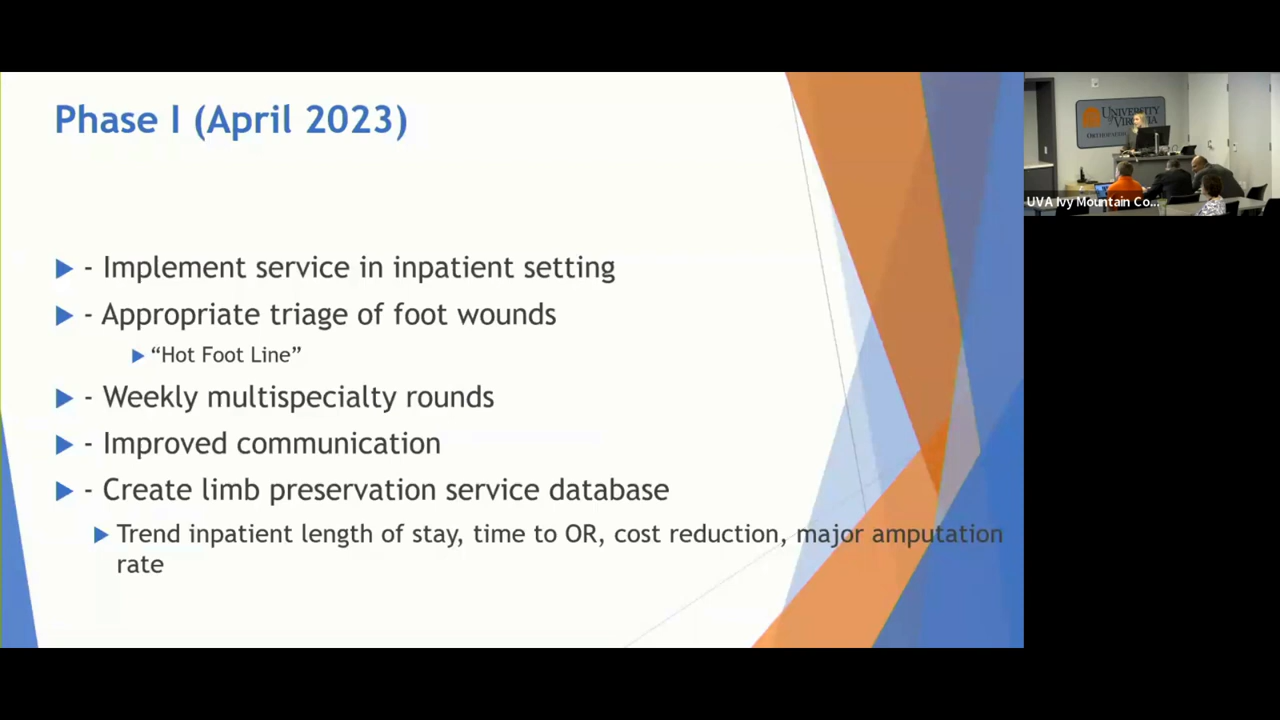 Phase I (April 2023)
- Implement service in inpatient setting
- Appropriate triage of foot wounds
"Hot Foot Line"
- Weekly multispecialty rounds
- Improved communication
- Create limb preservation service database
Trend inpatient length of stay, time to OR, cost reduction, major amputation
rate
UNIVERSITY
of VIRGINIA
UVA Ivy Mountain Co...